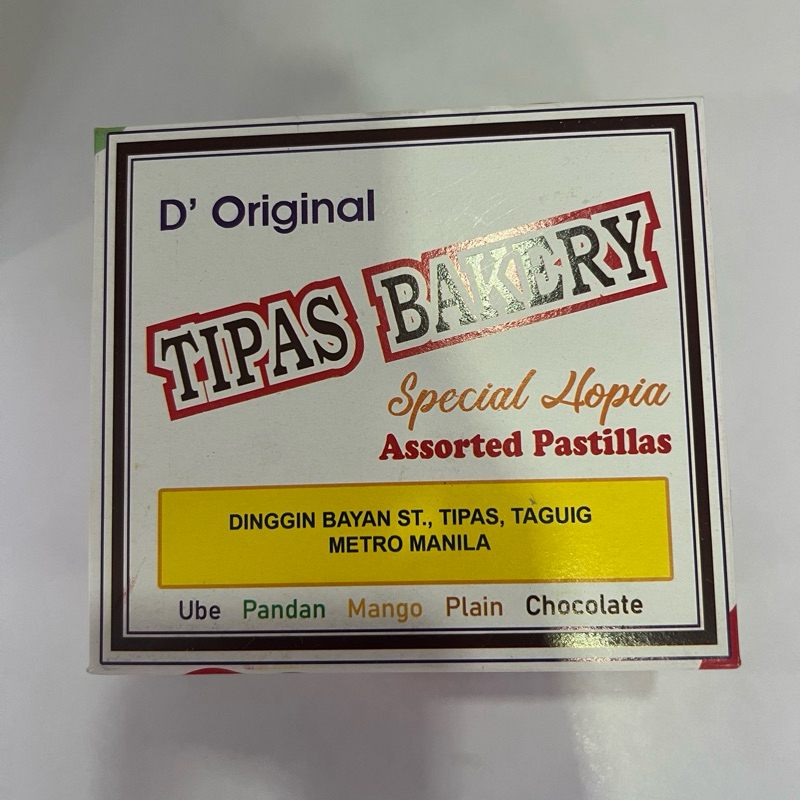 D' Original
TIPAS BAKERY
Special Hopia
Assorted Pastillas
DINGGIN BAYAN ST., TIPAS, TAGUIG
METRO MANILA
Ube Pandan Mango Plain Chocolate